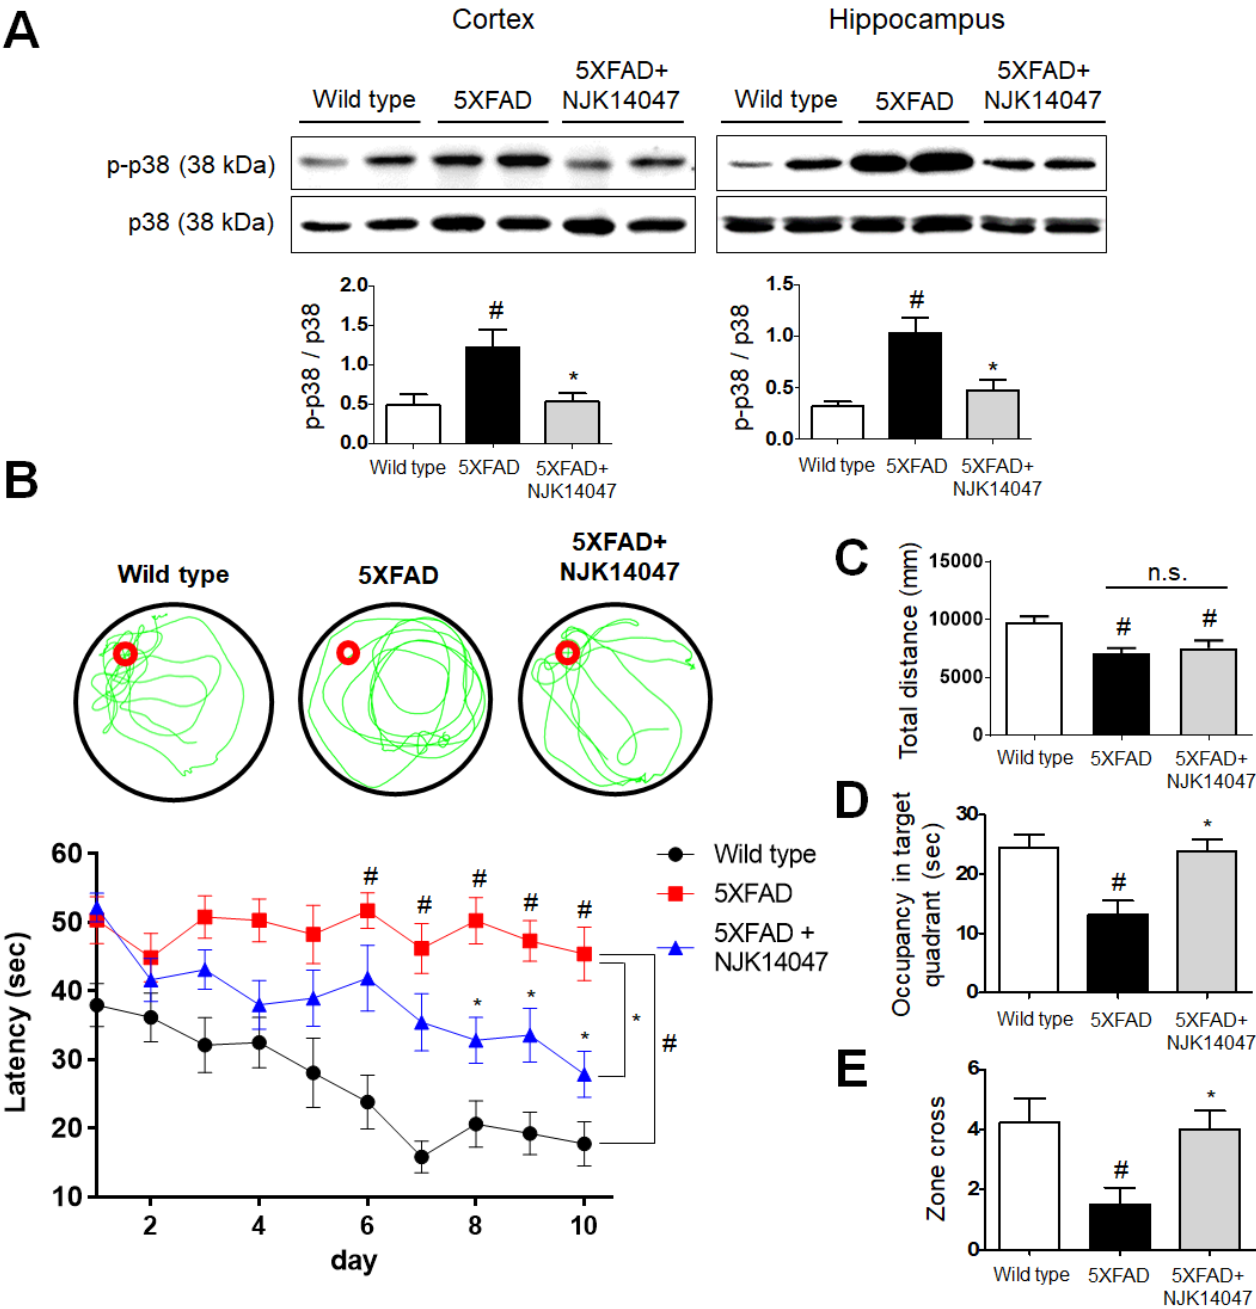 A
Cortex
Hippocampus
Wild type
5XFAD
5XFAD+
NJK14047
Wild type
5XFAD
5XFAD+
NJK14047
p-p38 (38 kDa)
p38 (38 kDa)
p-p38 / p38
2.0
1.5
1.0
0.5
0.0
#
*
Wild type
5XFAD
5XFAD+
NJK14047
p-p38 / p38
1.5
1.0
0.5
0.0
#
*
Wild type
5XFAD
5XFAD+
NJK14047
B
Wild type
5XFAD
5XFAD+
NJK14047
Latency (sec)
60
50
40
30
20
10
# # # # #
* * *
*
#
2 4 6 8 10
day
Wild type
5XFAD
5XFAD +
NJK14047
C
Total distance (mm)
15000
10000
5000
0
n.s.
#
#
Wild type
5XFAD
5XFAD+
NJK14047
D
Occupancy in target
quadrant (sec)
30
20
10
0
#
*
Wild type
5XFAD
5XFAD+
NJK14047
E
Zone cross
6
4
2
0
#
*
Wild type
5XFAD
5XFAD+
NJK14047